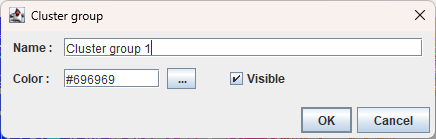 Cluster group
Name : Cluster group 1
Color : #696969 ... Visible
OK Cancel